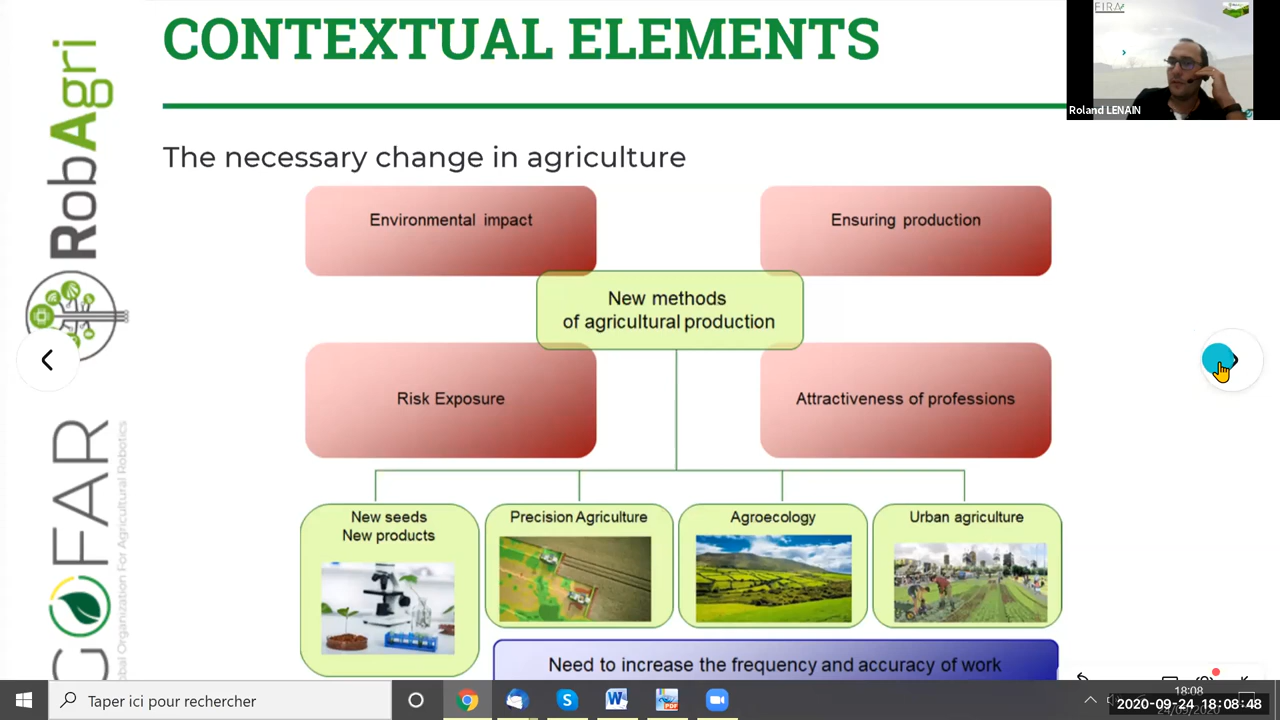 CONTEXTUAL ELEMENTS
Roland LENAIN
RobAgri
The necessary change in agriculture
Environmental impact
Ensuring production
New methods
of agricultural production
Risk Exposure
Attractiveness of professions
New seeds
New products
Precision Agriculture
Agroecology
Urban agriculture
Need to increase the frequency and accuracy of work
GOFAR
Global Organization For Agricultural Robotics
Taper ici pour rechercher
18:08
2020-09-24 18:08:48